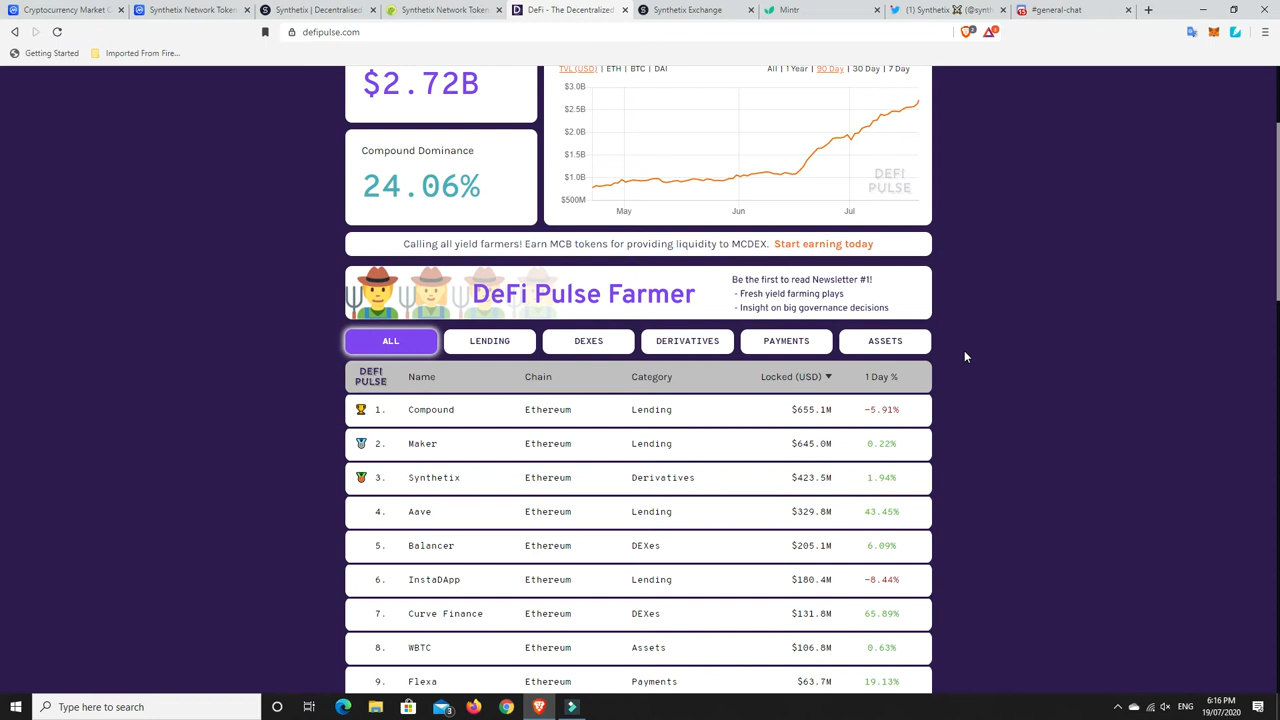 Cryptocurrency Market C
Synthetix Network Token
Synthetix | Decentralised
Synthetix Network Token
DeFi - The Decentralized
Synthetix Exchange
Mintr
(1) Synthetix
(@synth
#general-chat
defipulse.com
Getting Started
Imported From Fire...
$2.72B
TVL (USD) | ETH | BTC | DAI
All | 1 Year | 90 Day | 30 Day | 7 Day
$3.0B
$2.5B
$2.0B
$1.5B
$1.0B
$500M
May
Jun
Jul
DEFI
PULSE
Compound Dominance
24.06%
Calling all yield farmers! Earn MCB tokens for providing liquidity to MCDEX. Start earning today
DeFi Pulse Farmer
Be the first to read Newsletter #1!
- Fresh yield farming plays
- Insight on big governance decisions
ALL
LENDING
DEXES
DERIVATIVES
PAYMENTS
ASSETS
DEFI
PULSE
Name
Chain
Category
Locked (USD)
1 Day %
1. Compound Ethereum Lending $655.1M -5.91%
2. Maker Ethereum Lending $645.0M 0.22%
3. Synthetix Ethereum Derivatives $423.5M 1.94%
4. Aave Ethereum Lending $329.8M 43.45%
5. Balancer Ethereum DEXes $205.1M 6.09%
6. InstaDApp Ethereum Lending $180.4M -8.44%
7. Curve Finance Ethereum DEXes $131.8M 65.89%
8. WBTC Ethereum Assets $106.8M 0.63%
9. Flexa Ethereum Payments $63.7M 19.13%
Type here to search
ENG
6:16 PM
19/07/2020